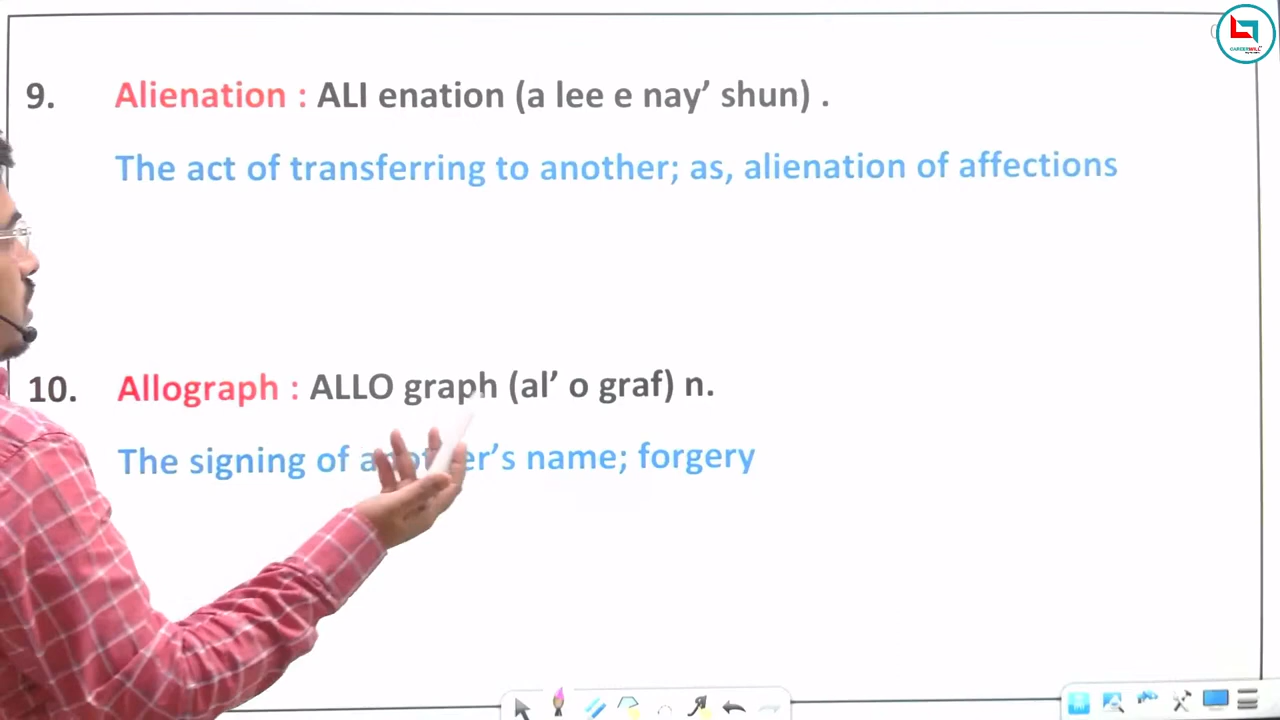 9. Alienation : ALI enation (a lee e nay’ shun) .
The act of transferring to another; as, alienation of affections
10. Allograph : ALLO graph (al’ o graf) n.
The signing of another’s name; forgery